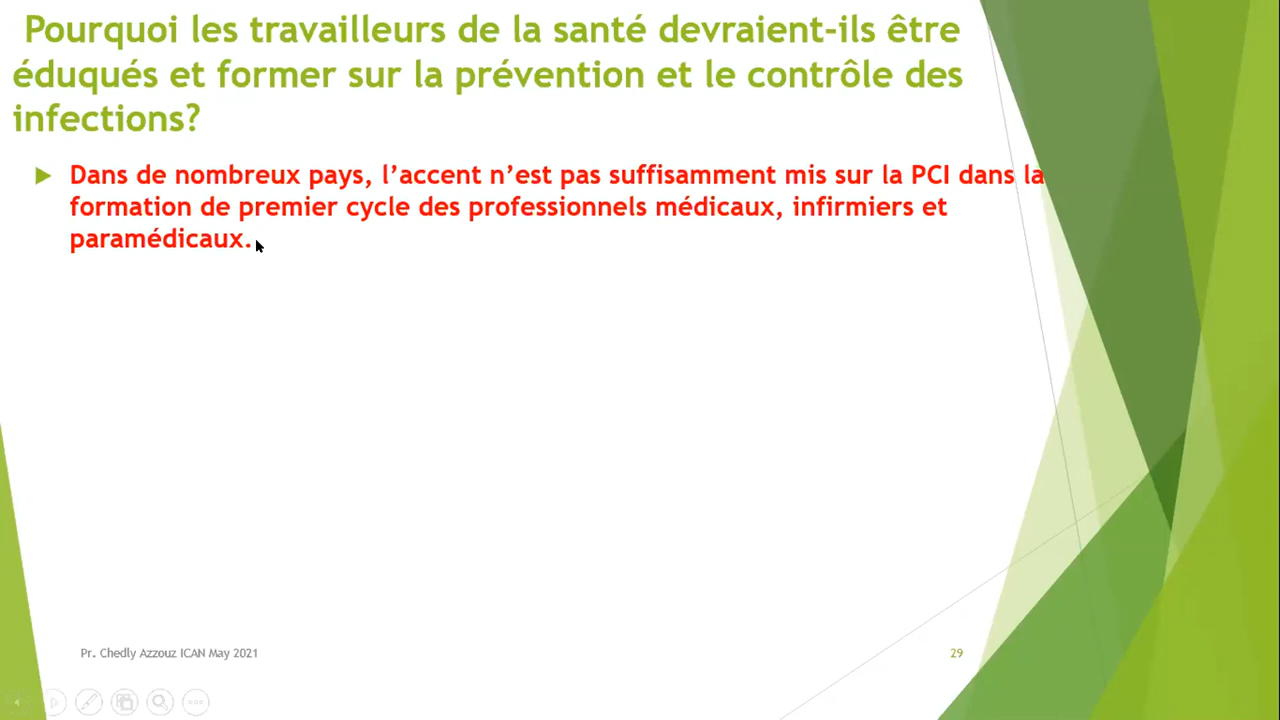 Pourquoi les travailleurs de la santé devraient-ils être
éduqués et former sur la prévention et le contrôle des
infections?
Dans de nombreux pays, l’accent n’est pas suffisamment mis sur la PCI dans la
formation de premier cycle des professionnels médicaux, infirmiers et
paramédicaux.
Pr. Chedly Azzouz ICAN May 2021
29